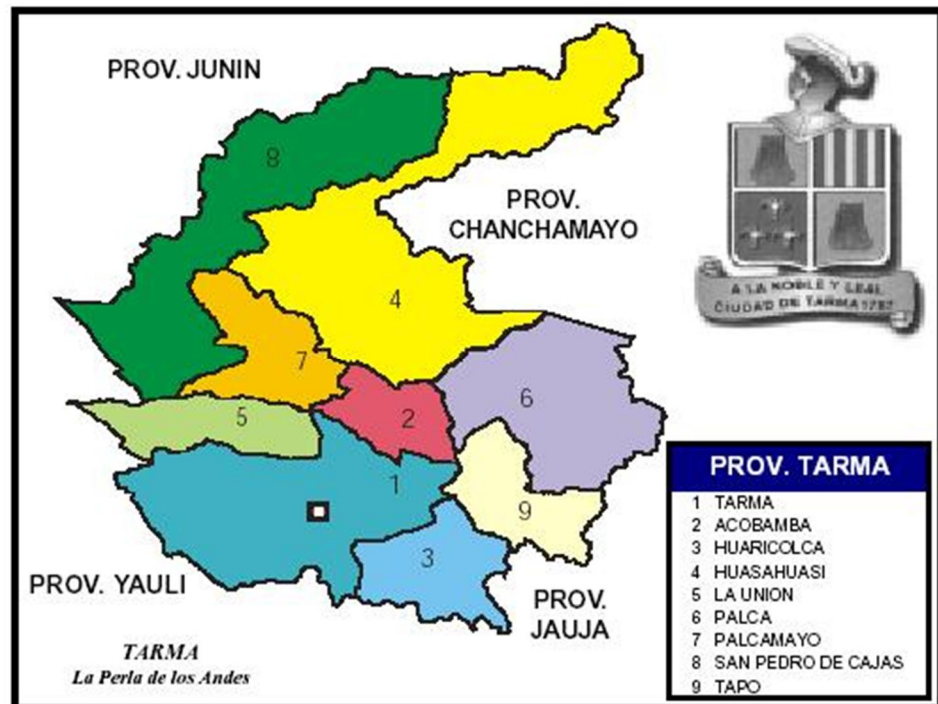 PROV. JUNIN
8
PROV.
CHANCHAMAYO
4
7
6
5
2
1
9
3
PROV. YAULI
PROV.
JAUJA
TARMA
La Perla de los Andes
A LA NOBLE Y LEAL
CIUDAD DE TARMA 1782
PROV. TARMA
1 TARMA
2 ACOBAMBA
3 HUARICOLCA
4 HUASAHUASI
5 LA UNION
6 PALCA
7 PALCAMAYO
8 SAN PEDRO DE CAJAS
9 TAPO